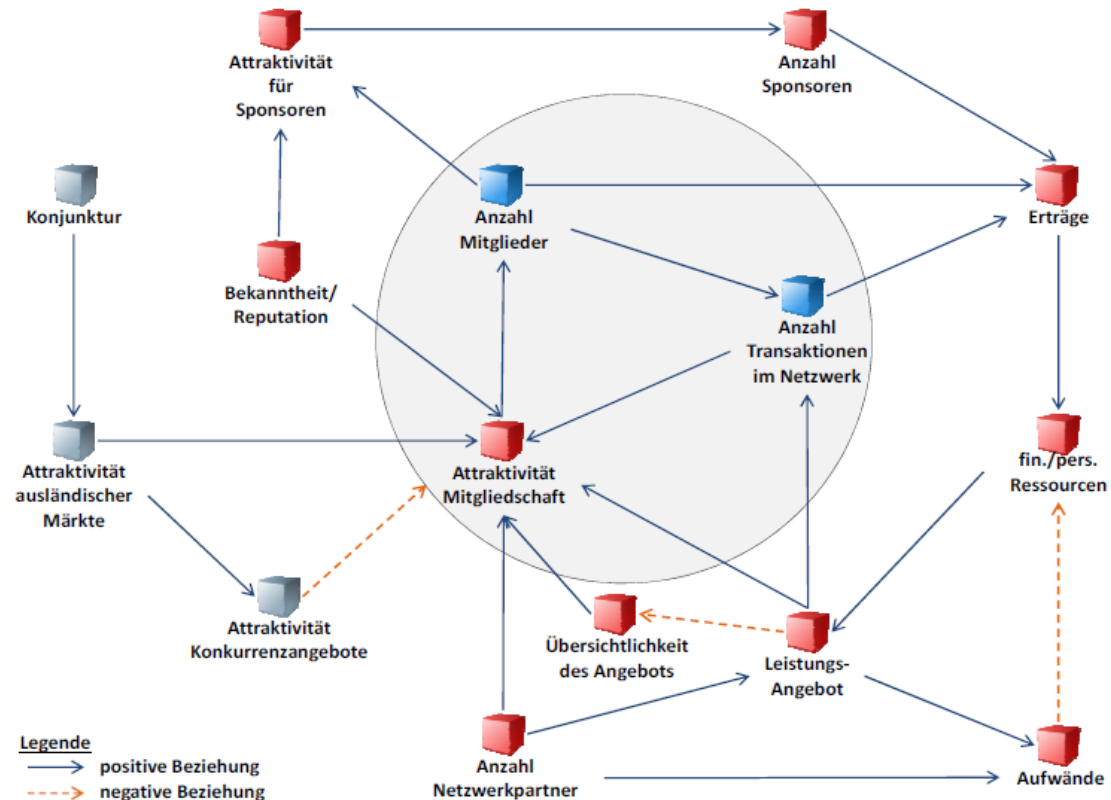 Attraktivität
für
Sponsoren
Anzahl
Sponsoren
Konjunktur
Anzahl
Mitglieder
Erträge
Bekanntheit/
Reputation
Anzahl
Transaktionen
im Netzwerk
Attraktivität
ausländischer
Märkte
Attraktivität
Mitgliedschaft
fin./pers.
Ressourcen
Attraktivität
Konkurrenzangebote
Übersichtlichkeit
des Angebots
Leistungs-
Angebot
Anzahl
Netzwerkpartner
Aufwände
Legende
positive Beziehung
negative Beziehung